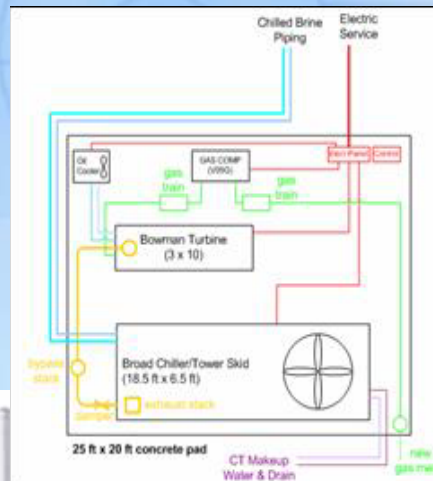 Chilled Brine
Piping
Electric
Service
Oil
Cooler
GAS COMP
gas
train
gas
train
Control
Bowman Turbine
(3 x 10)
Broad Chiller/Tower Skid
(18.5 ft x 6.5 ft)
bypass
stack
damper
exhaust stack
25 ft x 20 ft concrete pad
CT Makeup
Water & Drain
new
gas me